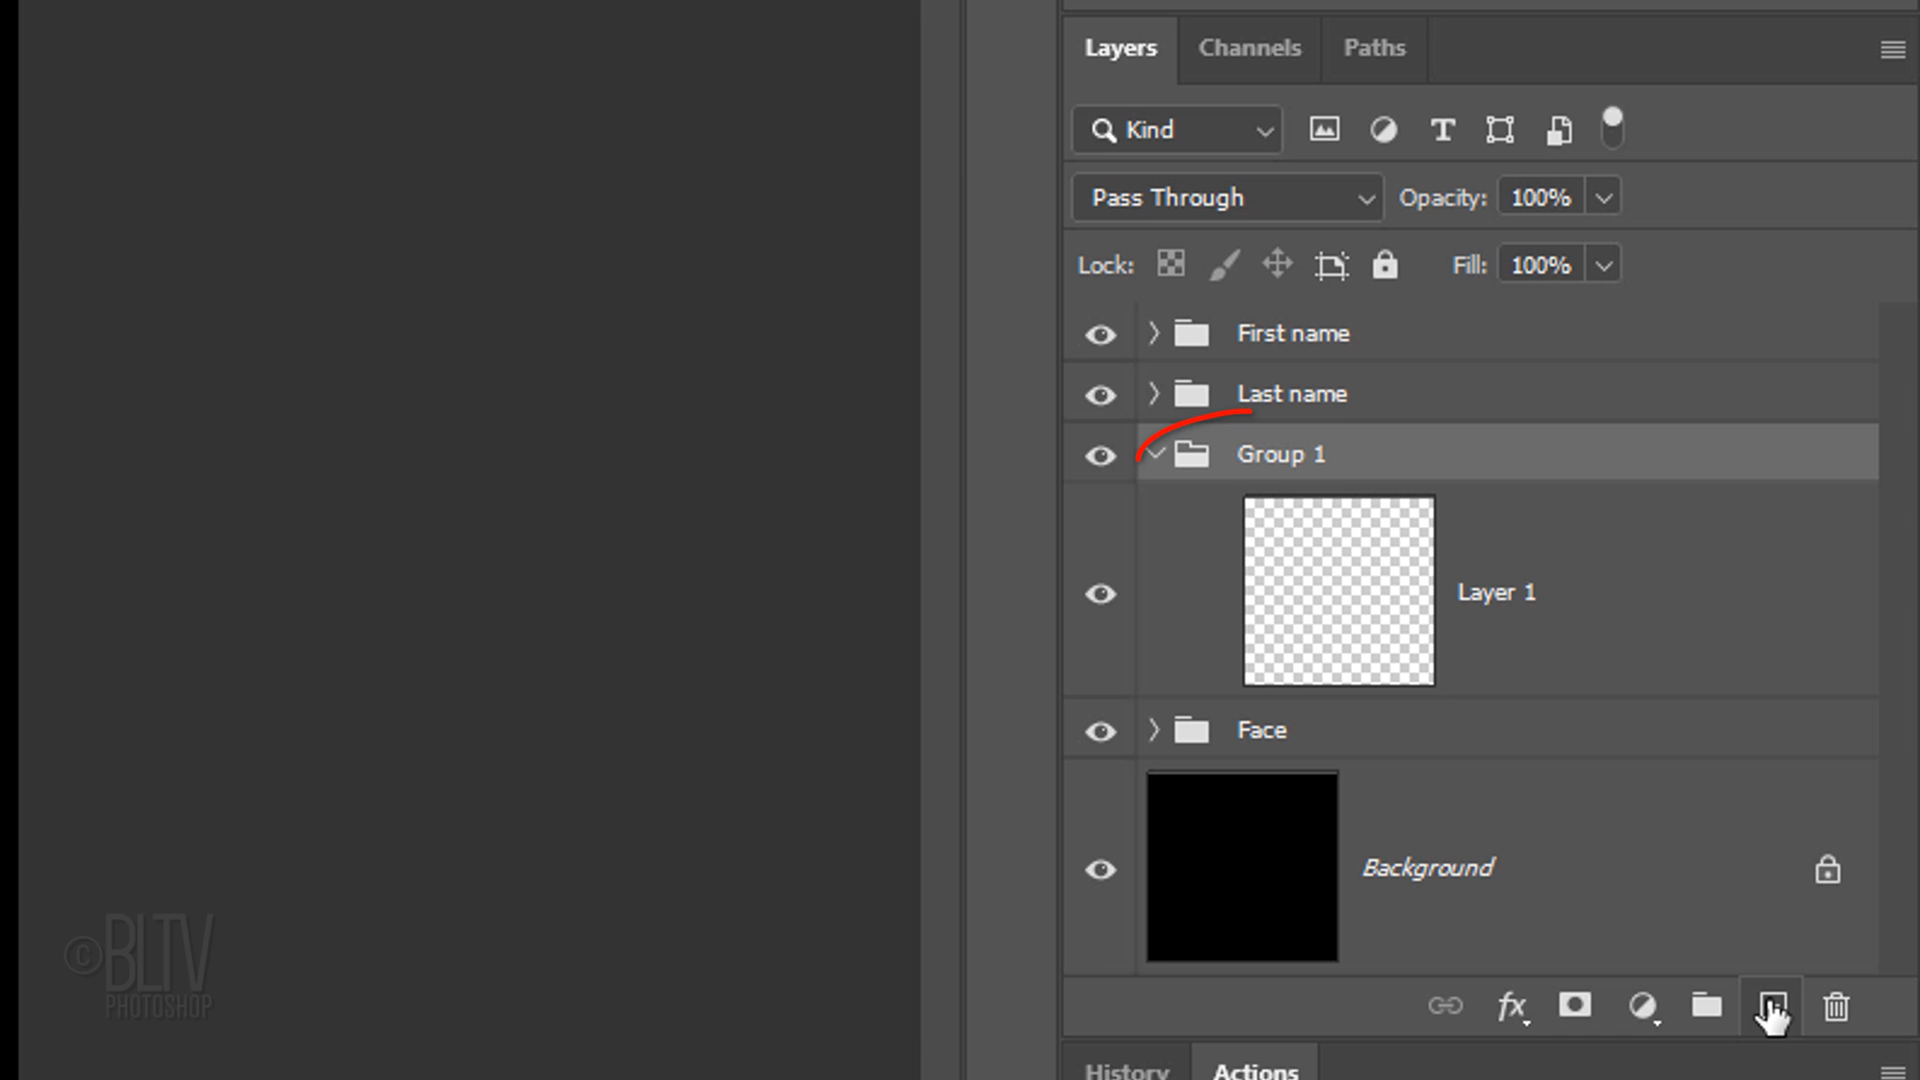 Layers Channels Paths
Kind
Pass Through Opacity: 100%
Lock: Fill: 100%
First name
Last name
Group 1
Layer 1
Face
Background
fx
©BLTV
PHOTOSHOP
History Actions